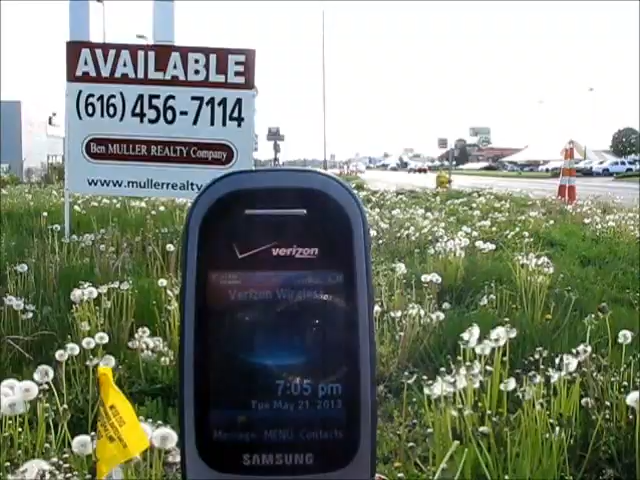 AVAILABLE
(616) 456-7114
Ben MULLER REALTY Company
www.mullerrealty
verizon
Verizon Wireless
7:05 pm
Tue May 21, 2013
Message MENU Contacts
SAMSUNG